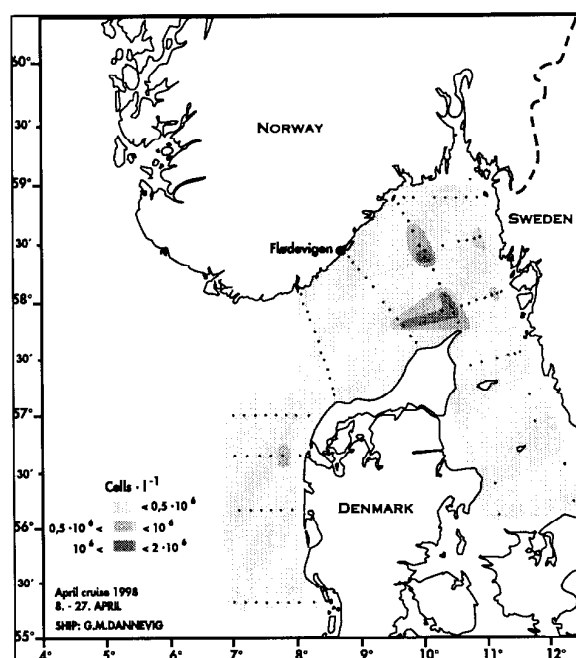 60°
30'
NORWAY
59°
SWEDEN
30'
Flødevigen
58°
30'
57°
30'
Cells · l⁻¹
< 0,5 · 10⁶
0,5 · 10⁶ < < 10⁶
10⁶ < < 2 · 10⁶
DENMARK
56°
30'
April cruise 1998
8. - 27. APRIL
SHIP: G.M.DANNEVIG
55°
4° 5° 6° 7° 8° 9° 10° 11° 12°